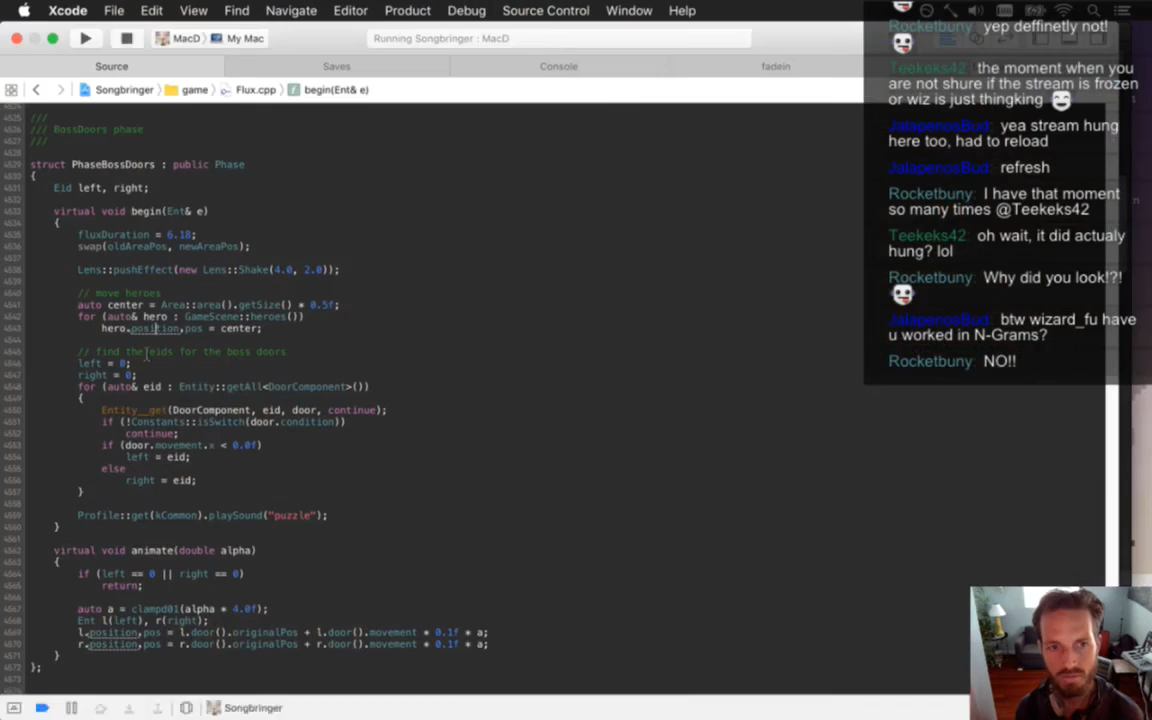 Xcode File Edit View Find Navigate Editor Product Debug Source Control Window Help
MacD My Mac Running Songbringer : MacD
Source Saves Console fadein
Songbringer game Flux.cpp begin(Ent& e)
///
/// BossDoors phase
///
struct PhaseBossDoors : public Phase
{
Eid left, right;
virtual void begin(Ent& e)
{
fluxDuration = 6.18;
swap(oldAreaPos, newAreaPos);
Lens::pushEffect(new Lens::Shake(4.0, 2.0));
// move heroes
auto center = Area::area().getSize() * 0.5f;
for (auto& hero : GameScene::heroes())
hero.position,pos = center;
// find the eids for the boss doors
left = 0;
right = 0;
for (auto& eid : Entity::getAll<DoorComponent>())
{
Entity__get(DoorComponent, eid, door, continue);
if (!Constants::isSwitch(door.condition))
continue;
if (door.movement.x < 0.0f)
left = eid;
else
right = eid;
}
Profile::get(kCommon).playSound("puzzle");
}
virtual void animate(double alpha)
{
if (left == 0 || right == 0)
return;
auto a = clampd01(alpha * 4.0f);
Ent l(left), r(right);
l.position,pos = l.door().originalPos + l.door().movement * 0.1f * a;
r.position,pos = r.door().originalPos + r.door().movement * 0.1f * a;
}
};
Songbringer
Rocketbuny: yep deffinetly not!
Teekeks42: the moment when you
are not shure if the stream is frozen
or wiz is just thingking
JalapenosBud: yea stream hung
here too, had to reload
JalapenosBud: refresh
Rocketbuny: I have that moment
so many times @Teekeks42
Teekeks42: oh wait, it did actualy
hung? lol
Rocketbuny: Why did you look!?!
JalapenosBud: btw wizard_fu have
u worked in N-Grams?
Rocketbuny: NO!!